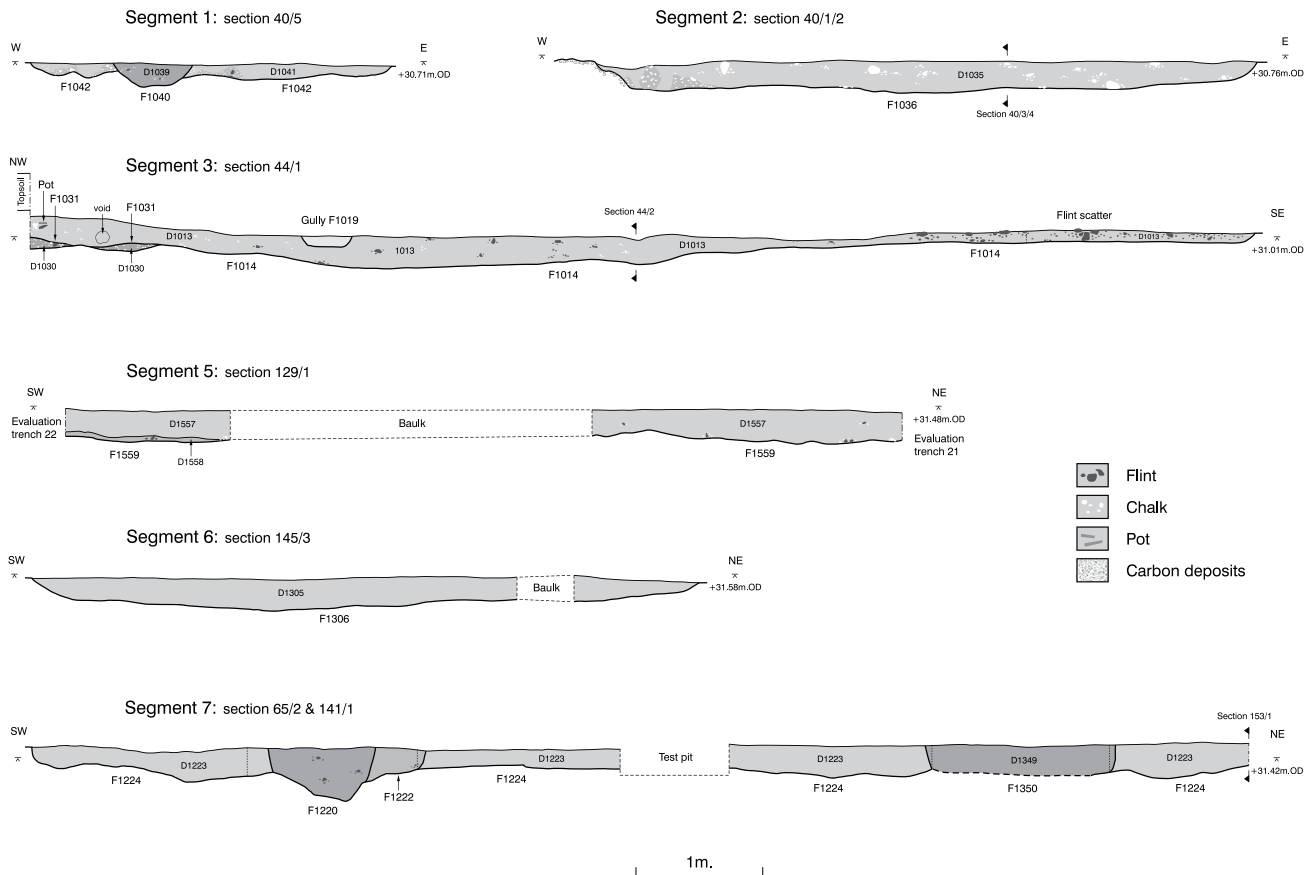 Segment 1: section 40/5
W
E
D1039
D1041
+30.71m.OD
F1042
F1040
F1042
Segment 2: section 40/1/2
W
E
D1035
+30.76m.OD
F1036
Section 40/3/4
Segment 3: section 44/1
NW
Topsoil
Pot
F1031
void
F1031
Gully F1019
Section 44/2
Flint scatter
SE
D1013
1013
D1013
D1013
+31.01m.OD
D1030
D1030
F1014
F1014
F1014
Segment 5: section 129/1
SW
NE
Evaluation
trench 22
D1557
Baulk
D1557
+31.48m.OD
Evaluation
trench 21
F1559
D1558
F1559
Flint
Chalk
Pot
Carbon deposits
Segment 6: section 145/3
SW
NE
D1305
Baulk
+31.58m.OD
F1306
Segment 7: section 65/2 & 141/1
Section 153/1
SW
NE
D1223
D1223
Test pit
D1223
D1349
D1223
+31.42m.OD
F1224
F1220
F1222
F1224
F1224
F1350
F1224
1m.